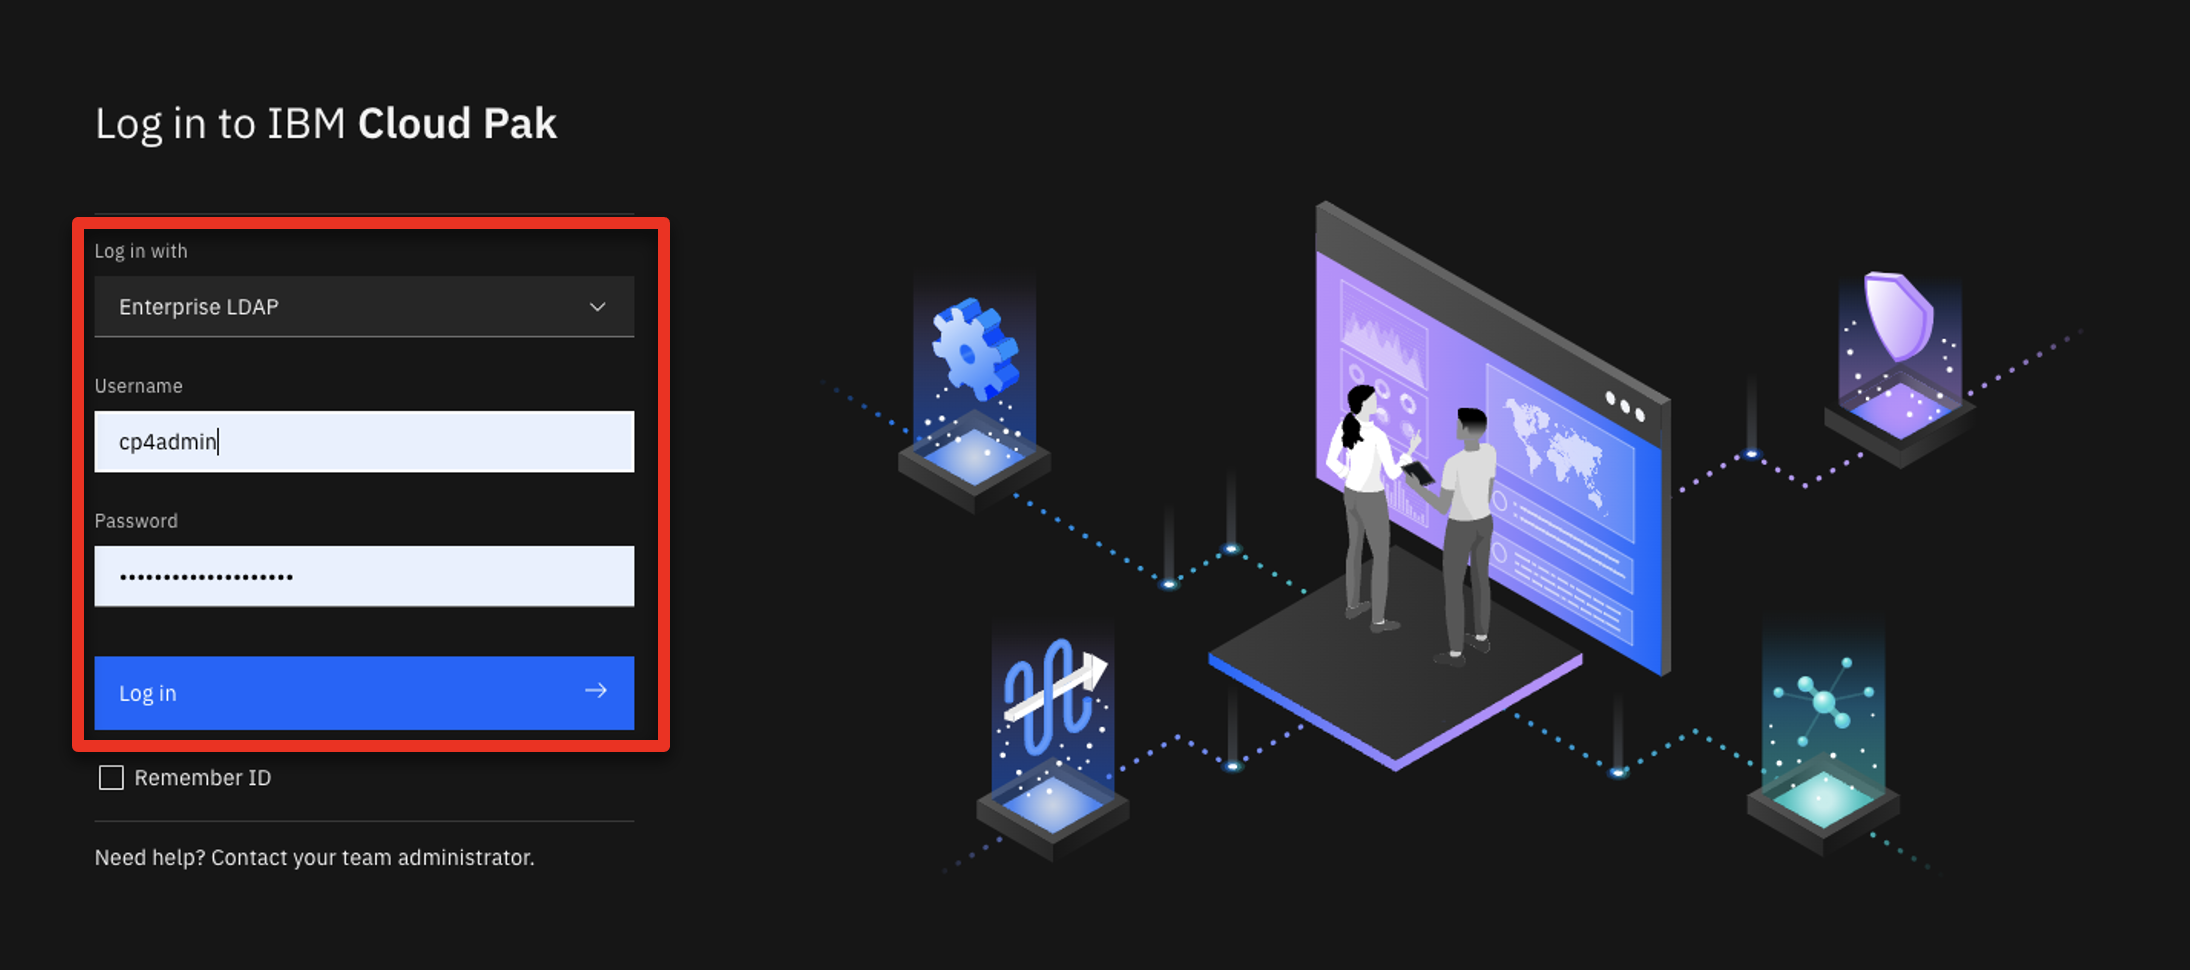 Log in to IBM Cloud Pak
Log in with
Enterprise LDAP
Username
cp4admin
Password
••••••••••••••••••••
Log in
Remember ID
Need help? Contact your team administrator.